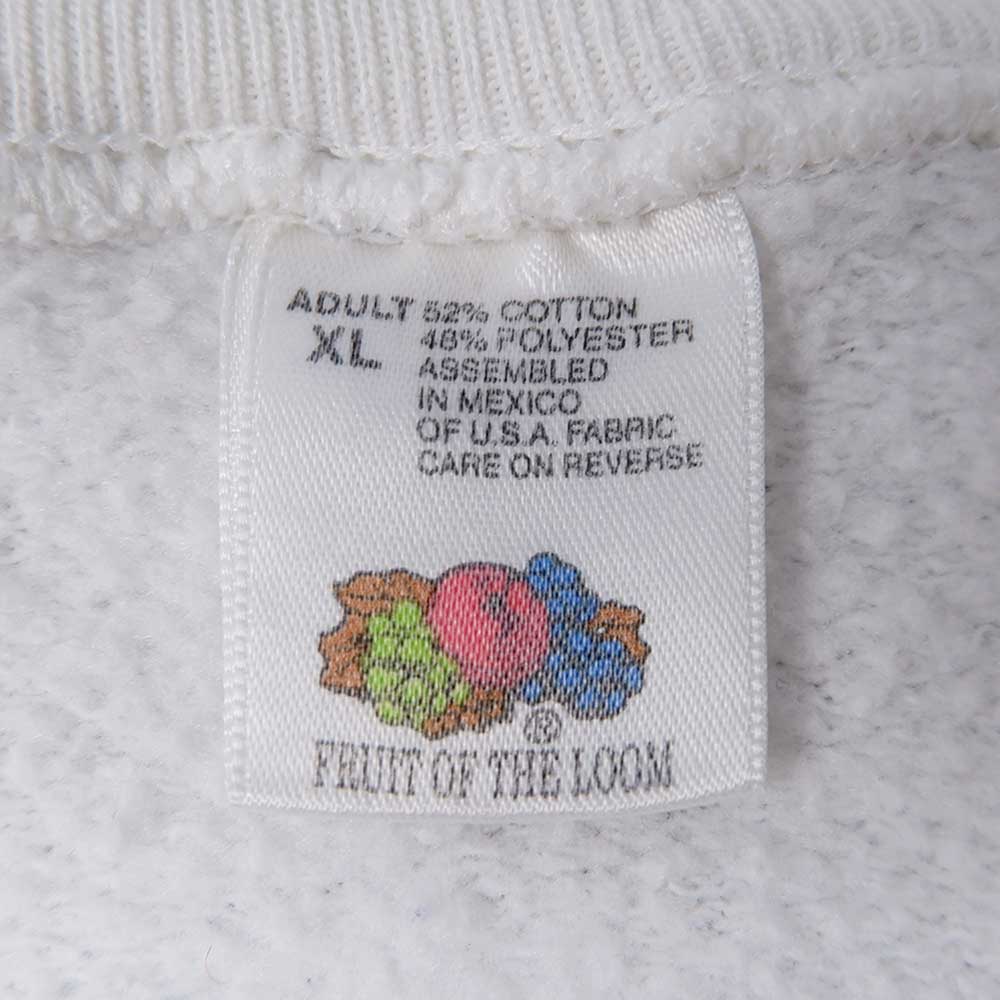 ADULT 52% COTTON
XL 48% POLYESTER
ASSEMBLED
IN MEXICO
OF U.S.A. FABRIC
CARE ON REVERSE
®
FRUIT OF THE LOOM